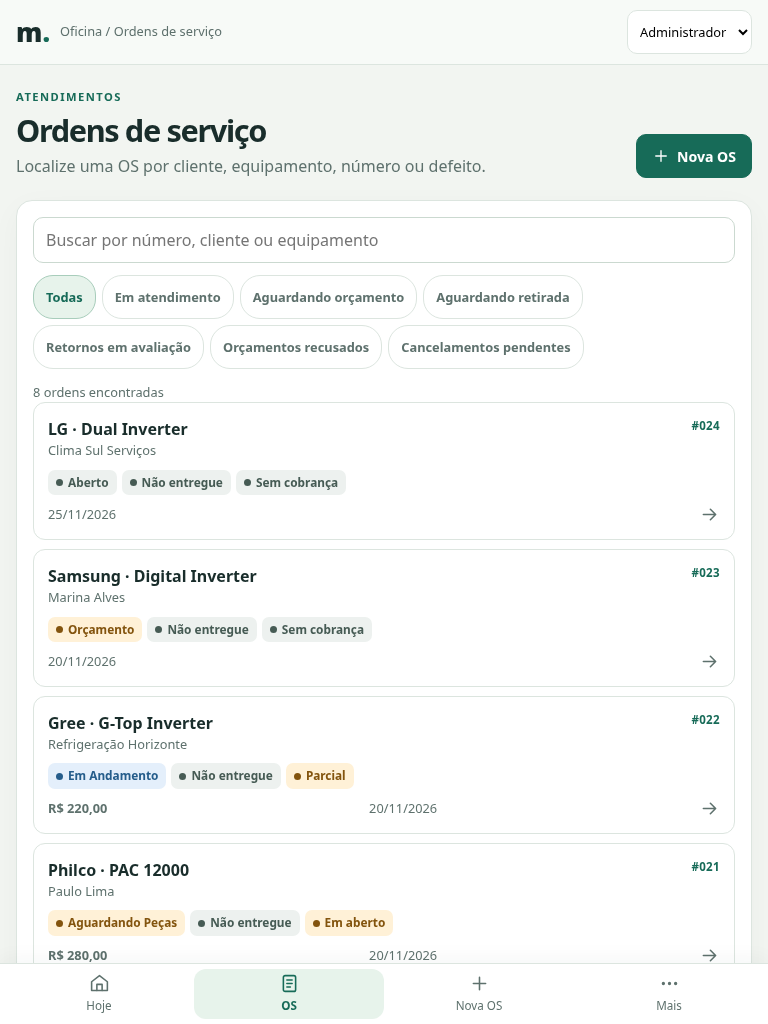 m. Oficina / Ordens de serviço Administrador
ATENDIMENTOS
Ordens de serviço
Localize uma OS por cliente, equipamento, número ou defeito.
Nova OS
Buscar por número, cliente ou equipamento
Todas Em atendimento Aguardando orçamento Aguardando retirada
Retornos em avaliação Orçamentos recusados Cancelamentos pendentes
8 ordens encontradas
LG · Dual Inverter #024
Clima Sul Serviços
Aberto Não entregue Sem cobrança
25/11/2026
Samsung · Digital Inverter #023
Marina Alves
Orçamento Não entregue Sem cobrança
20/11/2026
Gree · G-Top Inverter #022
Refrigeração Horizonte
Em Andamento Não entregue Parcial
R$ 220,00 20/11/2026
Philco · PAC 12000 #021
Paulo Lima
Aguardando Peças Não entregue Em aberto
R$ 280,00 20/11/2026
Hoje OS Nova OS Mais